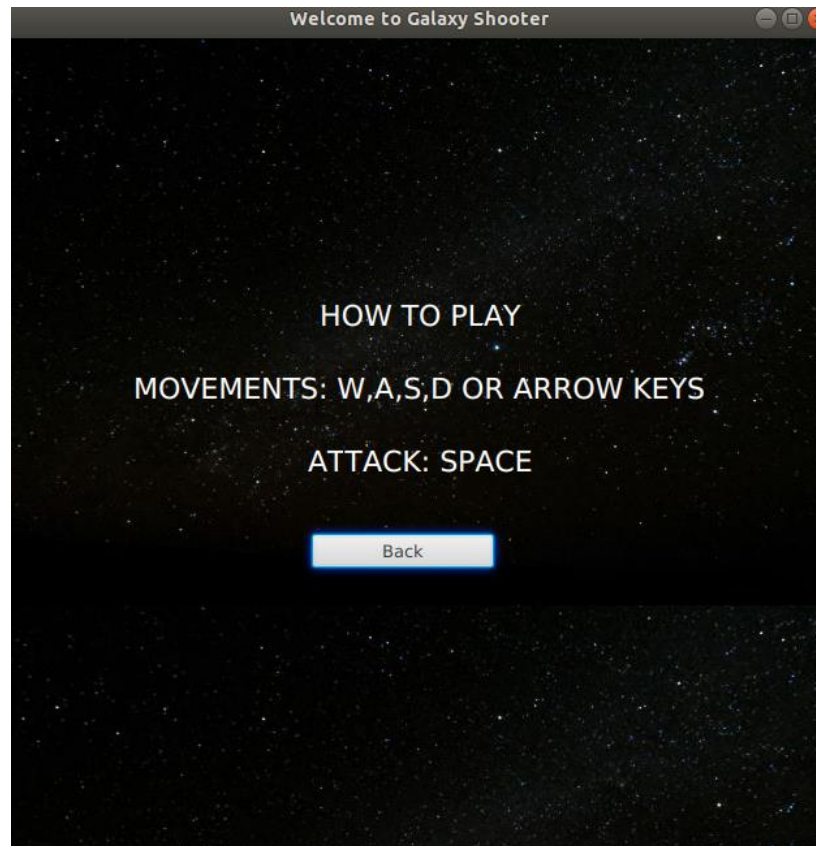 Welcome to Galaxy Shooter
HOW TO PLAY
MOVEMENTS: W,A,S,D OR ARROW KEYS
ATTACK: SPACE
Back